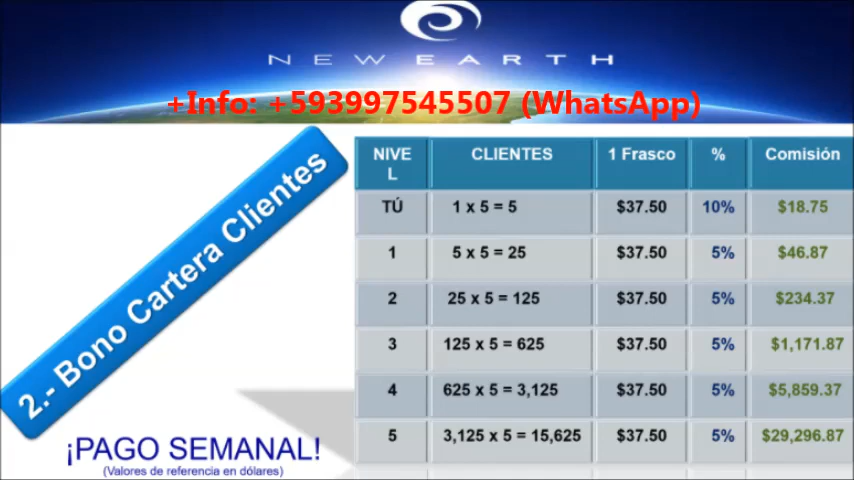 NEW EARTH
+Info: +593997545507 (WhatsApp)
2.- Bono Cartera Clientes
NIVE
L CLIENTES 1 Frasco % Comisión
TÚ 1 x 5 = 5 $37.50 10% $18.75
1 5 x 5 = 25 $37.50 5% $46.87
2 25 x 5 = 125 $37.50 5% $234.37
3 125 x 5 = 625 $37.50 5% $1,171.87
4 625 x 5 = 3,125 $37.50 5% $5,859.37
5 3,125 x 5 = 15,625 $37.50 5% $29,296.87
¡PAGO SEMANAL!
(Valores de referencia en dólares)